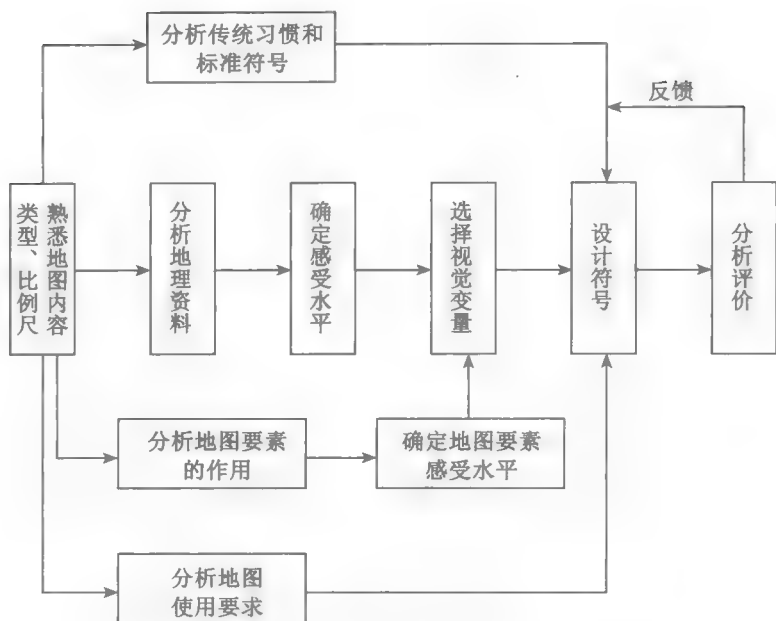 分析传统习惯和
标准符号
反馈
熟悉地图内容
类型、比例尺
分析地理资料
确定感受水平
选择视觉变量
设计符号
分析评价
分析地图要素
的作用
确定地图要素
感受水平
分析地图
使用要求